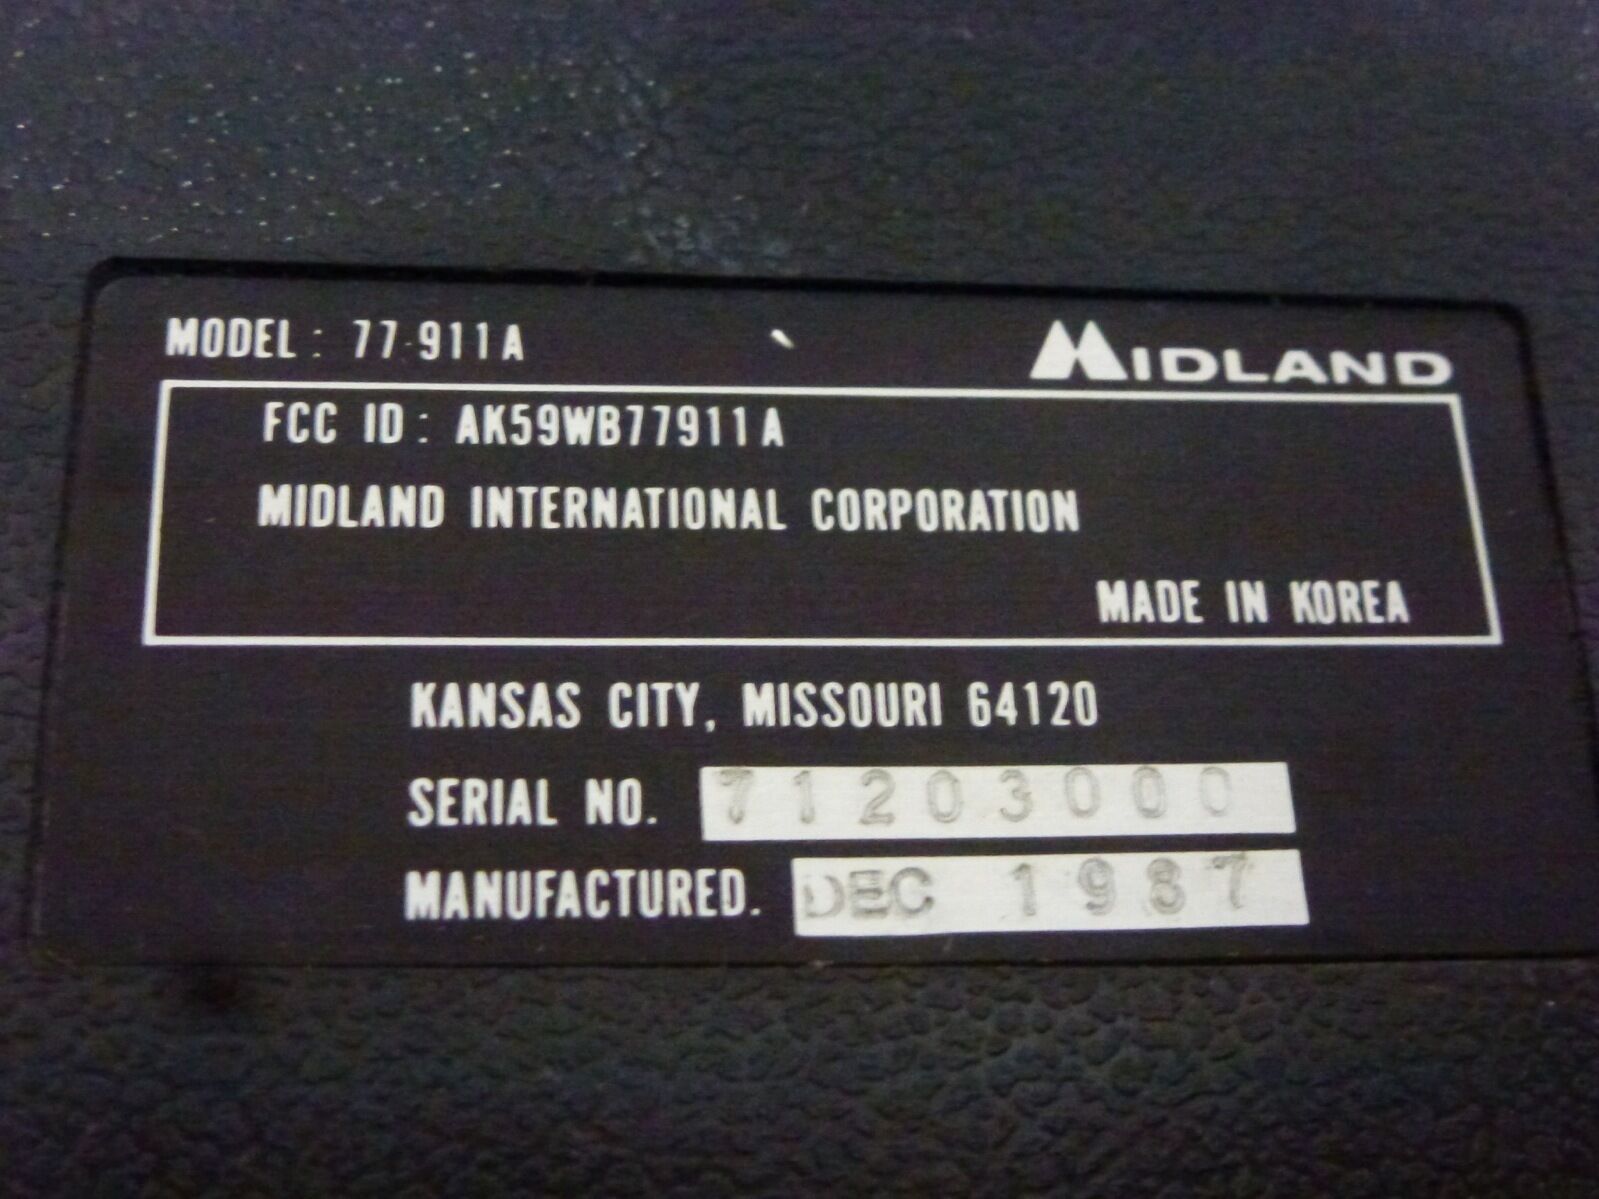 MODEL: 77-911A
MIDLAND
FCC ID: AK59WB77911A
MIDLAND INTERNATIONAL CORPORATION
MADE IN KOREA
KANSAS CITY, MISSOURI 64120
SERIAL NO. 71203000
MANUFACTURED. DEC 1987